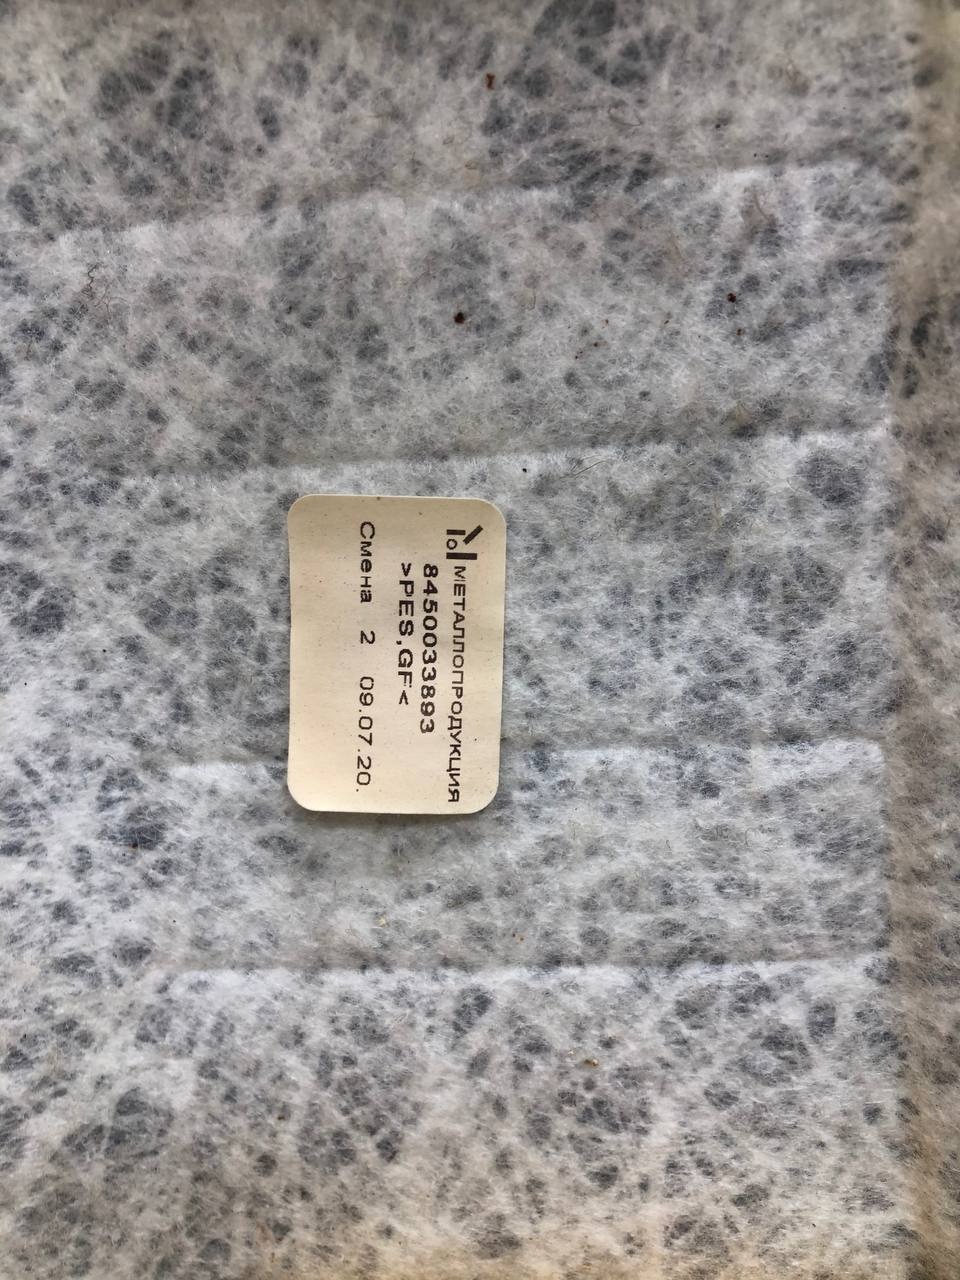 МЕТАЛЛОПРОДУКЦИЯ
8450033893
>PES,GF<
Смена 2 09.07.20.